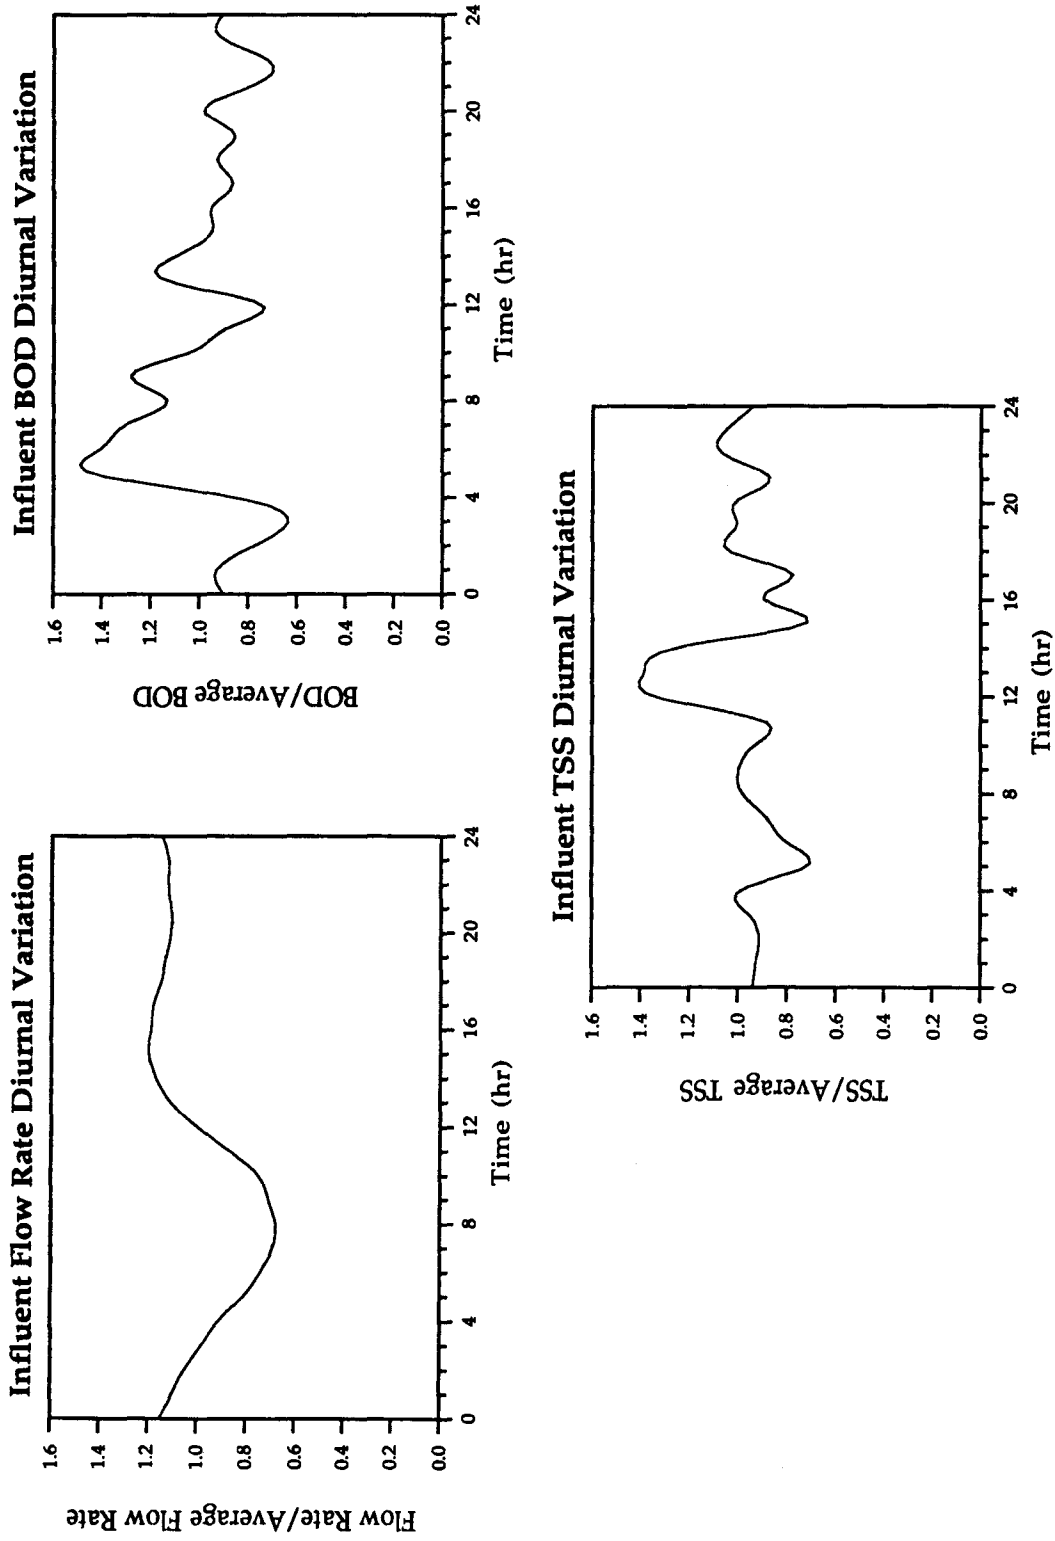 Influent Flow Rate Diurnal Variation
Flow Rate/Average Flow Rate
1.6
1.4
1.2
1.0
0.8
0.6
0.4
0.2
0.0
0 4 8 12 16 20 24
Time (hr)
Influent BOD Diurnal Variation
BOD/Average BOD
1.6
1.4
1.2
1.0
0.8
0.6
0.4
0.2
0.0
0 4 8 12 16 20 24
Time (hr)
Influent TSS Diurnal Variation
TSS/Average TSS
1.6
1.4
1.2
1.0
0.8
0.6
0.4
0.2
0.0
0 4 8 12 16 20 24
Time (hr)